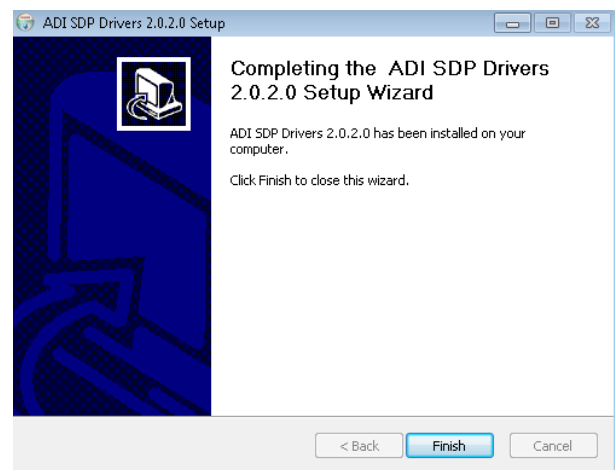 ADI SDP Drivers 2.0.2.0 Setup
Completing the ADI SDP Drivers
2.0.2.0 Setup Wizard
ADI SDP Drivers 2.0.2.0 has been installed on your
computer.
Click Finish to close this wizard.
< Back Finish Cancel